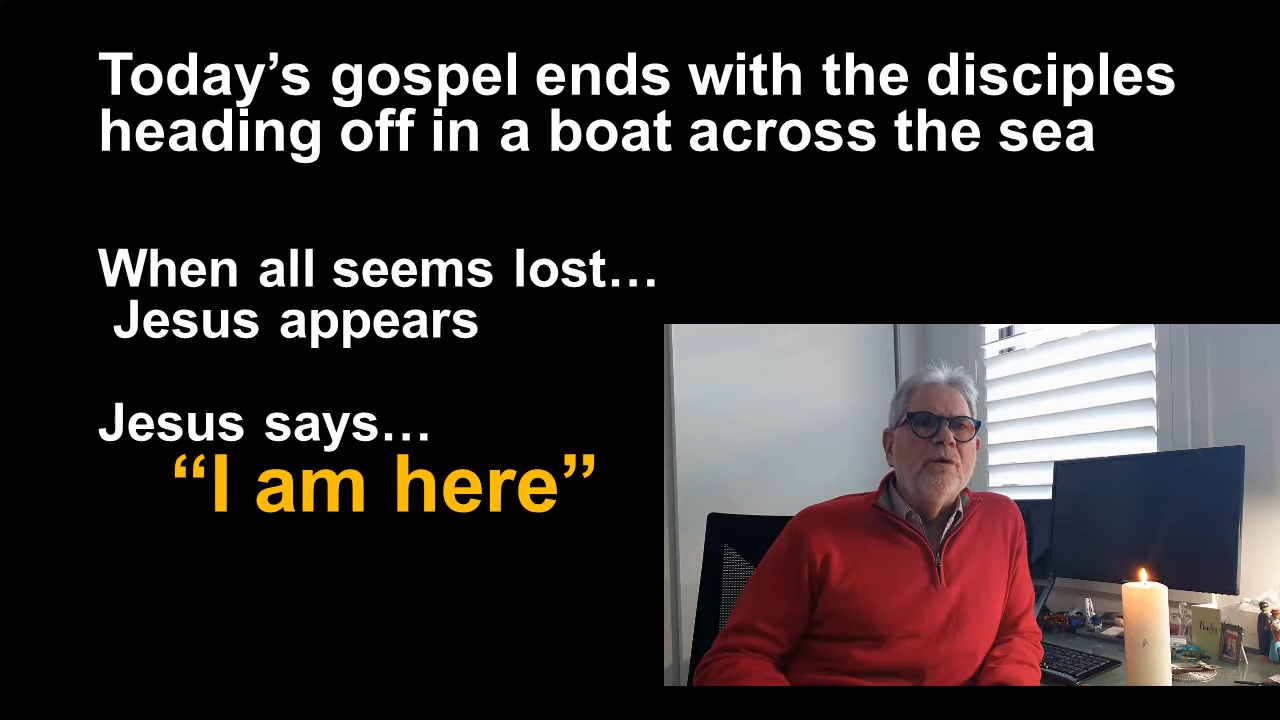 Today’s gospel ends with the disciples
heading off in a boat across the sea
When all seems lost…
Jesus appears
Jesus says…
“I am here”